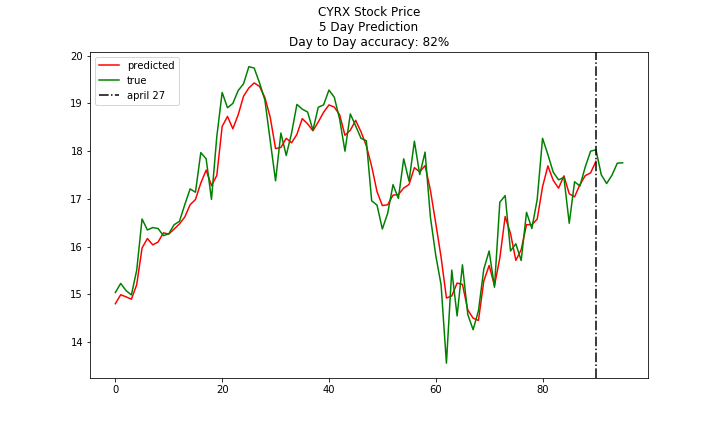 CYRX Stock Price
5 Day Prediction
Day to Day accuracy: 82%
predicted
true
april 27
20
19
18
17
16
15
14
0 20 40 60 80